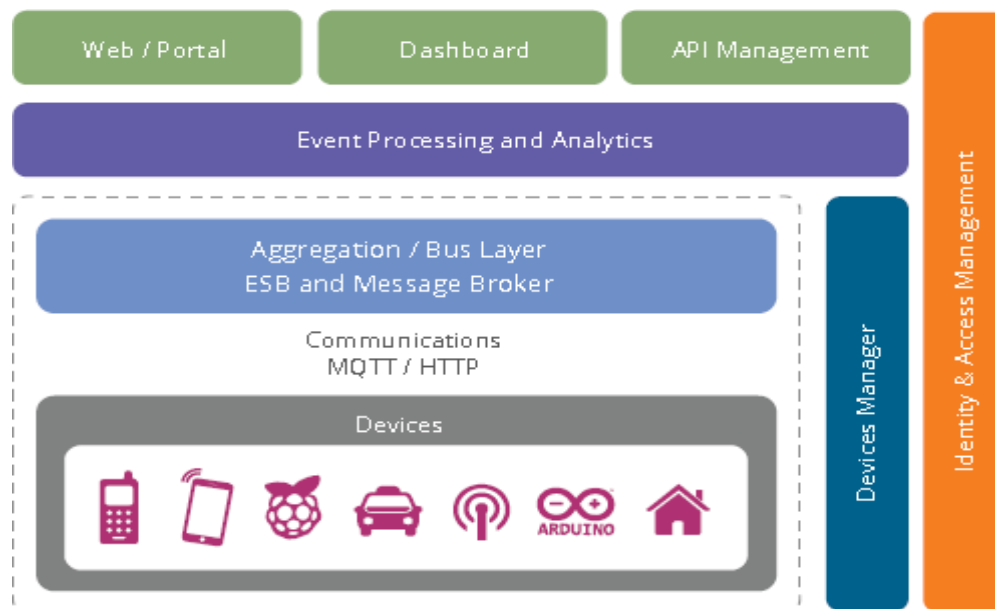 Web / Portal
Dashboard
API Management
Event Processing and Analytics
Aggregation / Bus Layer
ESB and Message Broker
Communications
MQTT / HTTP
Devices
ARDUINO
Devices Manager
Identity & Access Management